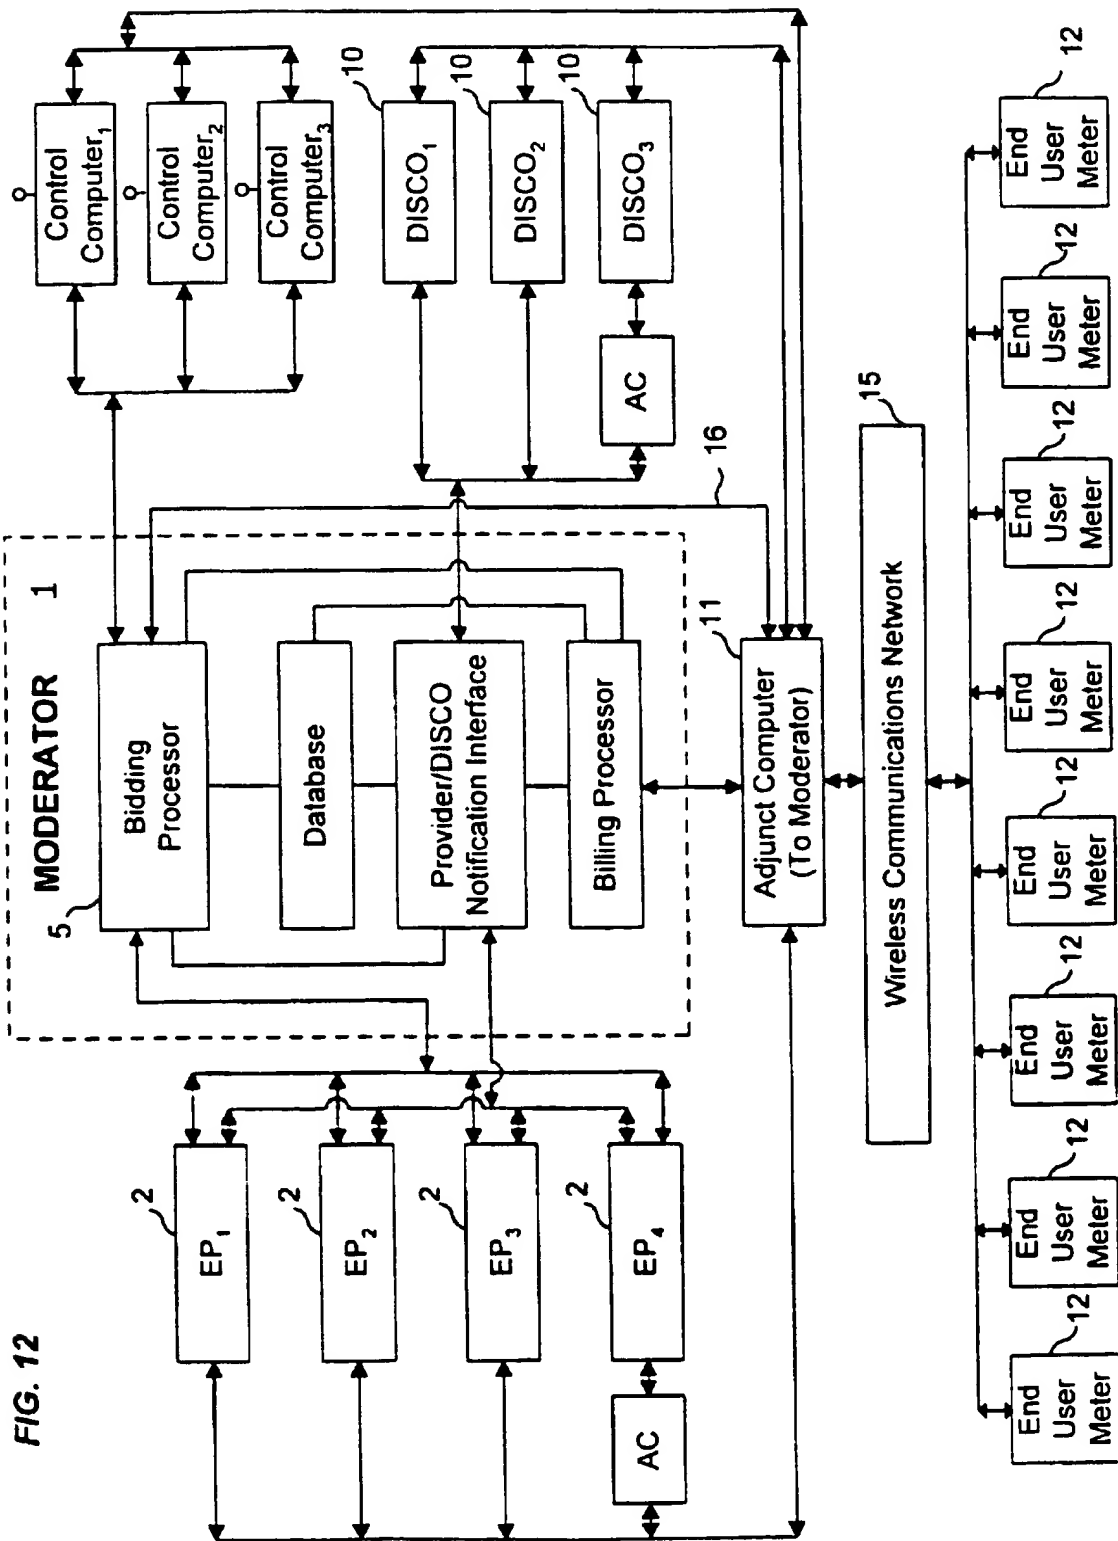 FIG. 12
MODERATOR 1
5
Bidding
Processor
Database
Provider/DISCO
Notification Interface
Billing Processor
2
EP1
2
EP2
2
EP3
2
EP4
AC
Control
Computer1
Control
Computer2
Control
Computer3
10
DISCO1
10
DISCO2
10
DISCO3
AC
16
11
Adjunct Computer
(To Moderator)
15
Wireless Communications Network
12
End
User
Meter
12
End
User
Meter
12
End
User
Meter
12
End
User
Meter
12
End
User
Meter
12
End
User
Meter
12
End
User
Meter
12
End
User
Meter